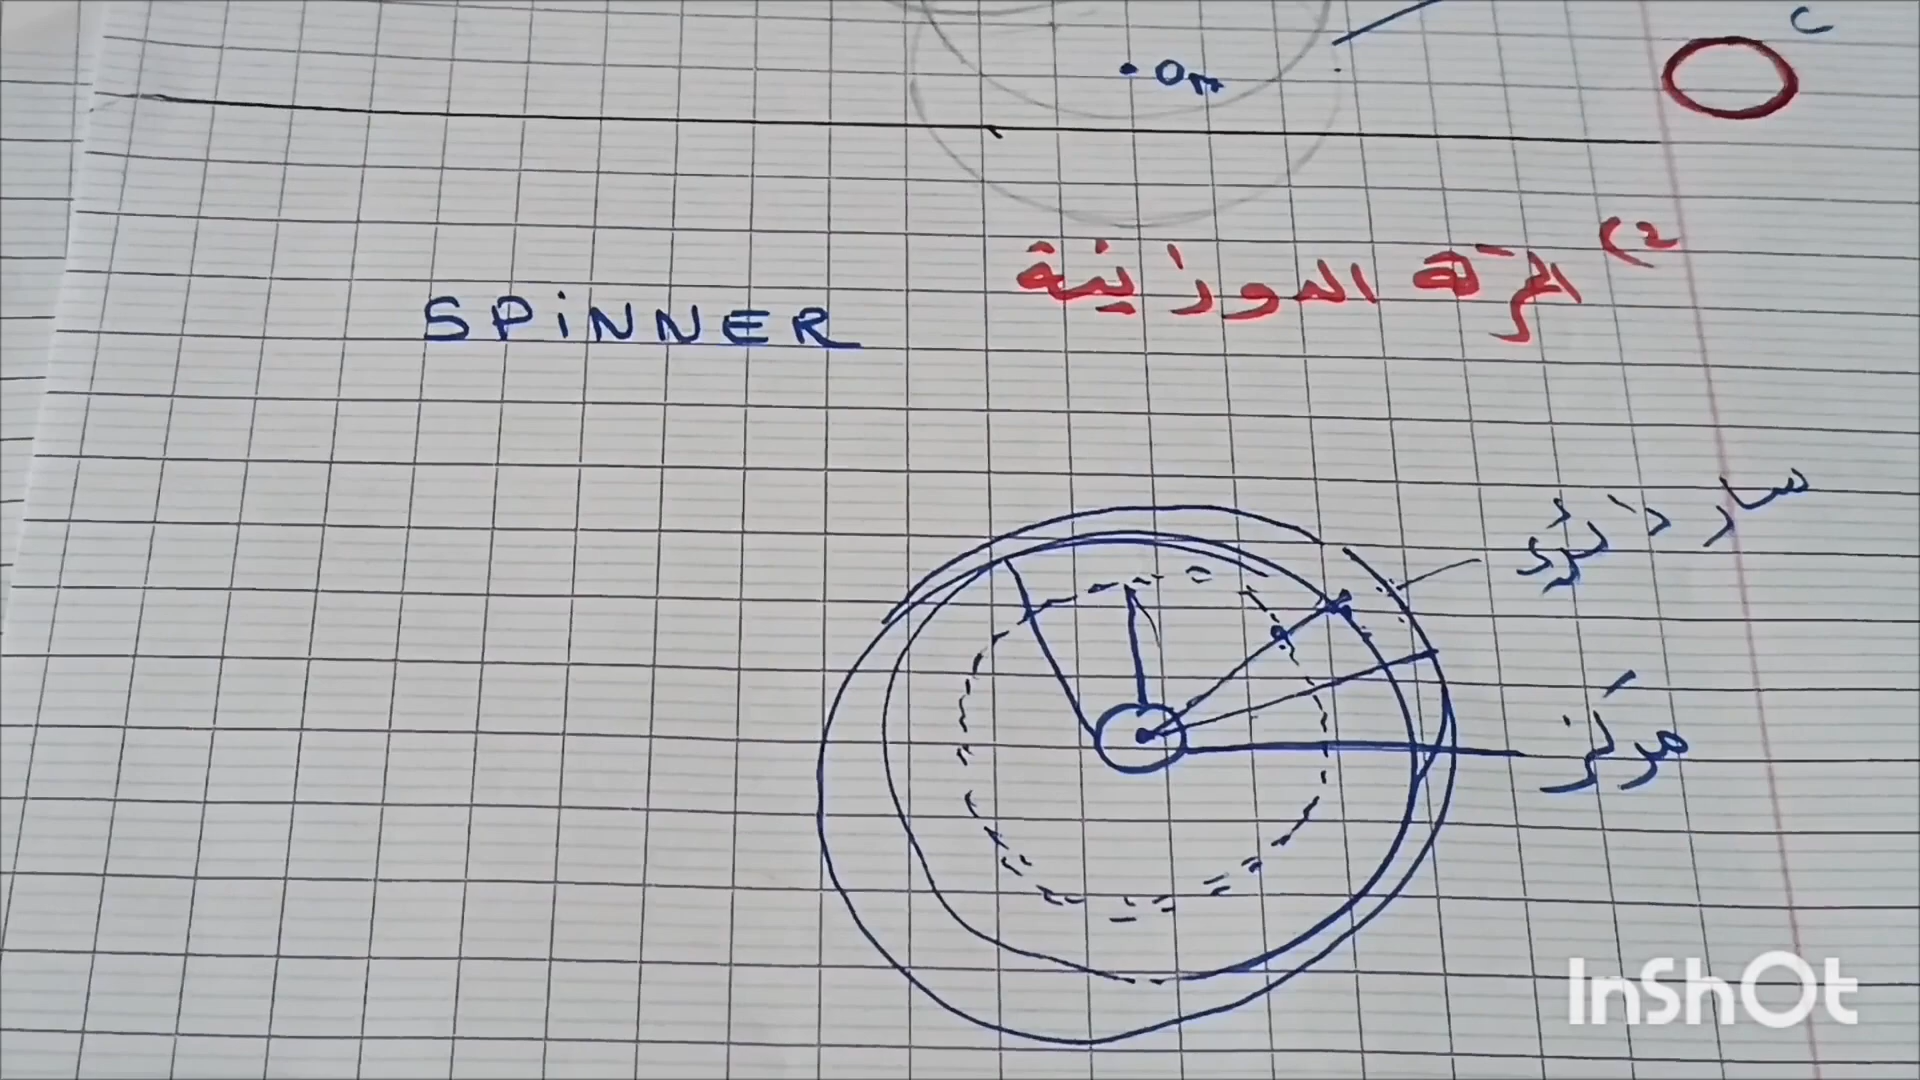 C
2) الحركة الدورانية
SPiNNER
مسار دائري
مركز
InShOt